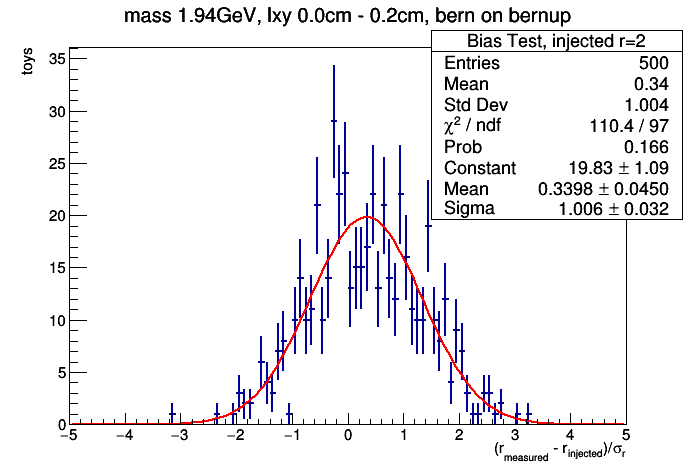 mass 1.94GeV, lxy 0.0cm - 0.2cm, bern on bernup
Bias Test, injected r=2
Entries 500
Mean 0.34
Std Dev 1.004
χ² / ndf 110.4 / 97
Prob 0.166
Constant 19.83 ± 1.09
Mean 0.3398 ± 0.0450
Sigma 1.006 ± 0.032
toys
35
30
25
20
15
10
5
0
−5 −4 −3 −2 −1 0 1 2 3 4 5
(r_measured - r_injected)/σ_r